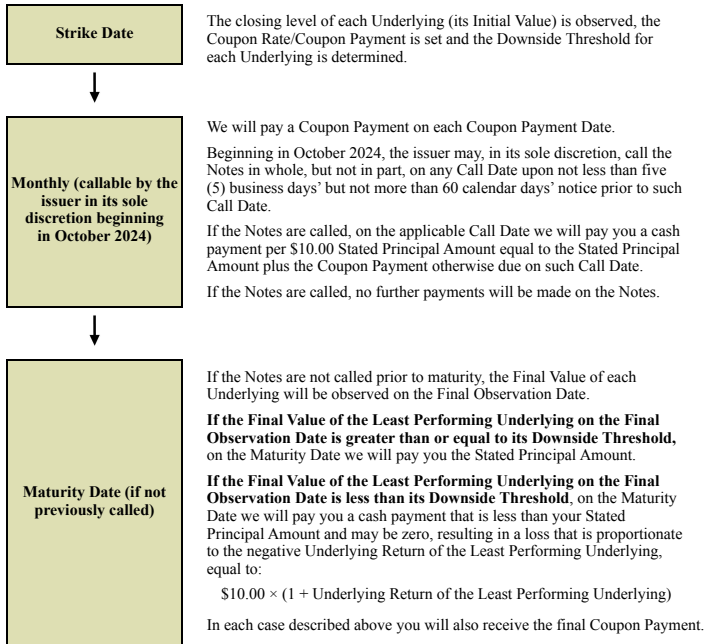 Strike Date
The closing level of each Underlying (its Initial Value) is observed, the
Coupon Rate/Coupon Payment is set and the Downside Threshold for
each Underlying is determined.
Monthly (callable by the
issuer in its sole
discretion beginning
in October 2024)
We will pay a Coupon Payment on each Coupon Payment Date.
Beginning in October 2024, the issuer may, in its sole discretion, call the
Notes in whole, but not in part, on any Call Date upon not less than five
(5) business days’ but not more than 60 calendar days’ notice prior to such
Call Date.
If the Notes are called, on the applicable Call Date we will pay you a cash
payment per $10.00 Stated Principal Amount equal to the Stated Principal
Amount plus the Coupon Payment otherwise due on such Call Date.
If the Notes are called, no further payments will be made on the Notes.
Maturity Date (if not
previously called)
If the Notes are not called prior to maturity, the Final Value of each
Underlying will be observed on the Final Observation Date.
If the Final Value of the Least Performing Underlying on the Final
Observation Date is greater than or equal to its Downside Threshold,
on the Maturity Date we will pay you the Stated Principal Amount.
If the Final Value of the Least Performing Underlying on the Final
Observation Date is less than its Downside Threshold, on the Maturity
Date we will pay you a cash payment that is less than your Stated
Principal Amount and may be zero, resulting in a loss that is proportionate
to the negative Underlying Return of the Least Performing Underlying,
equal to:
$10.00 × (1 + Underlying Return of the Least Performing Underlying)
In each case described above you will also receive the final Coupon Payment.